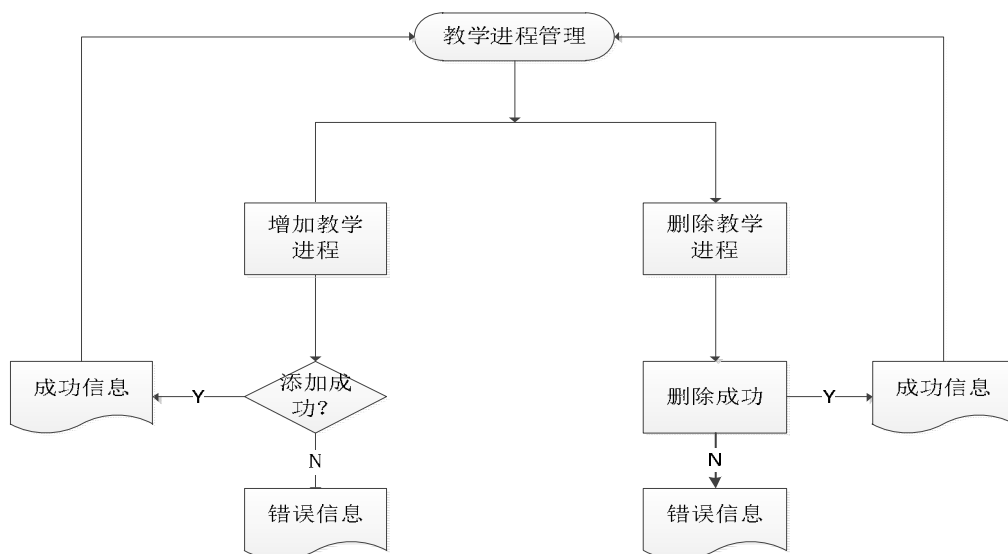 教学进程管理
增加教学
进程
删除教学
进程
成功信息
Y
添加成
功?
删除成功
Y
成功信息
N
N
错误信息
错误信息